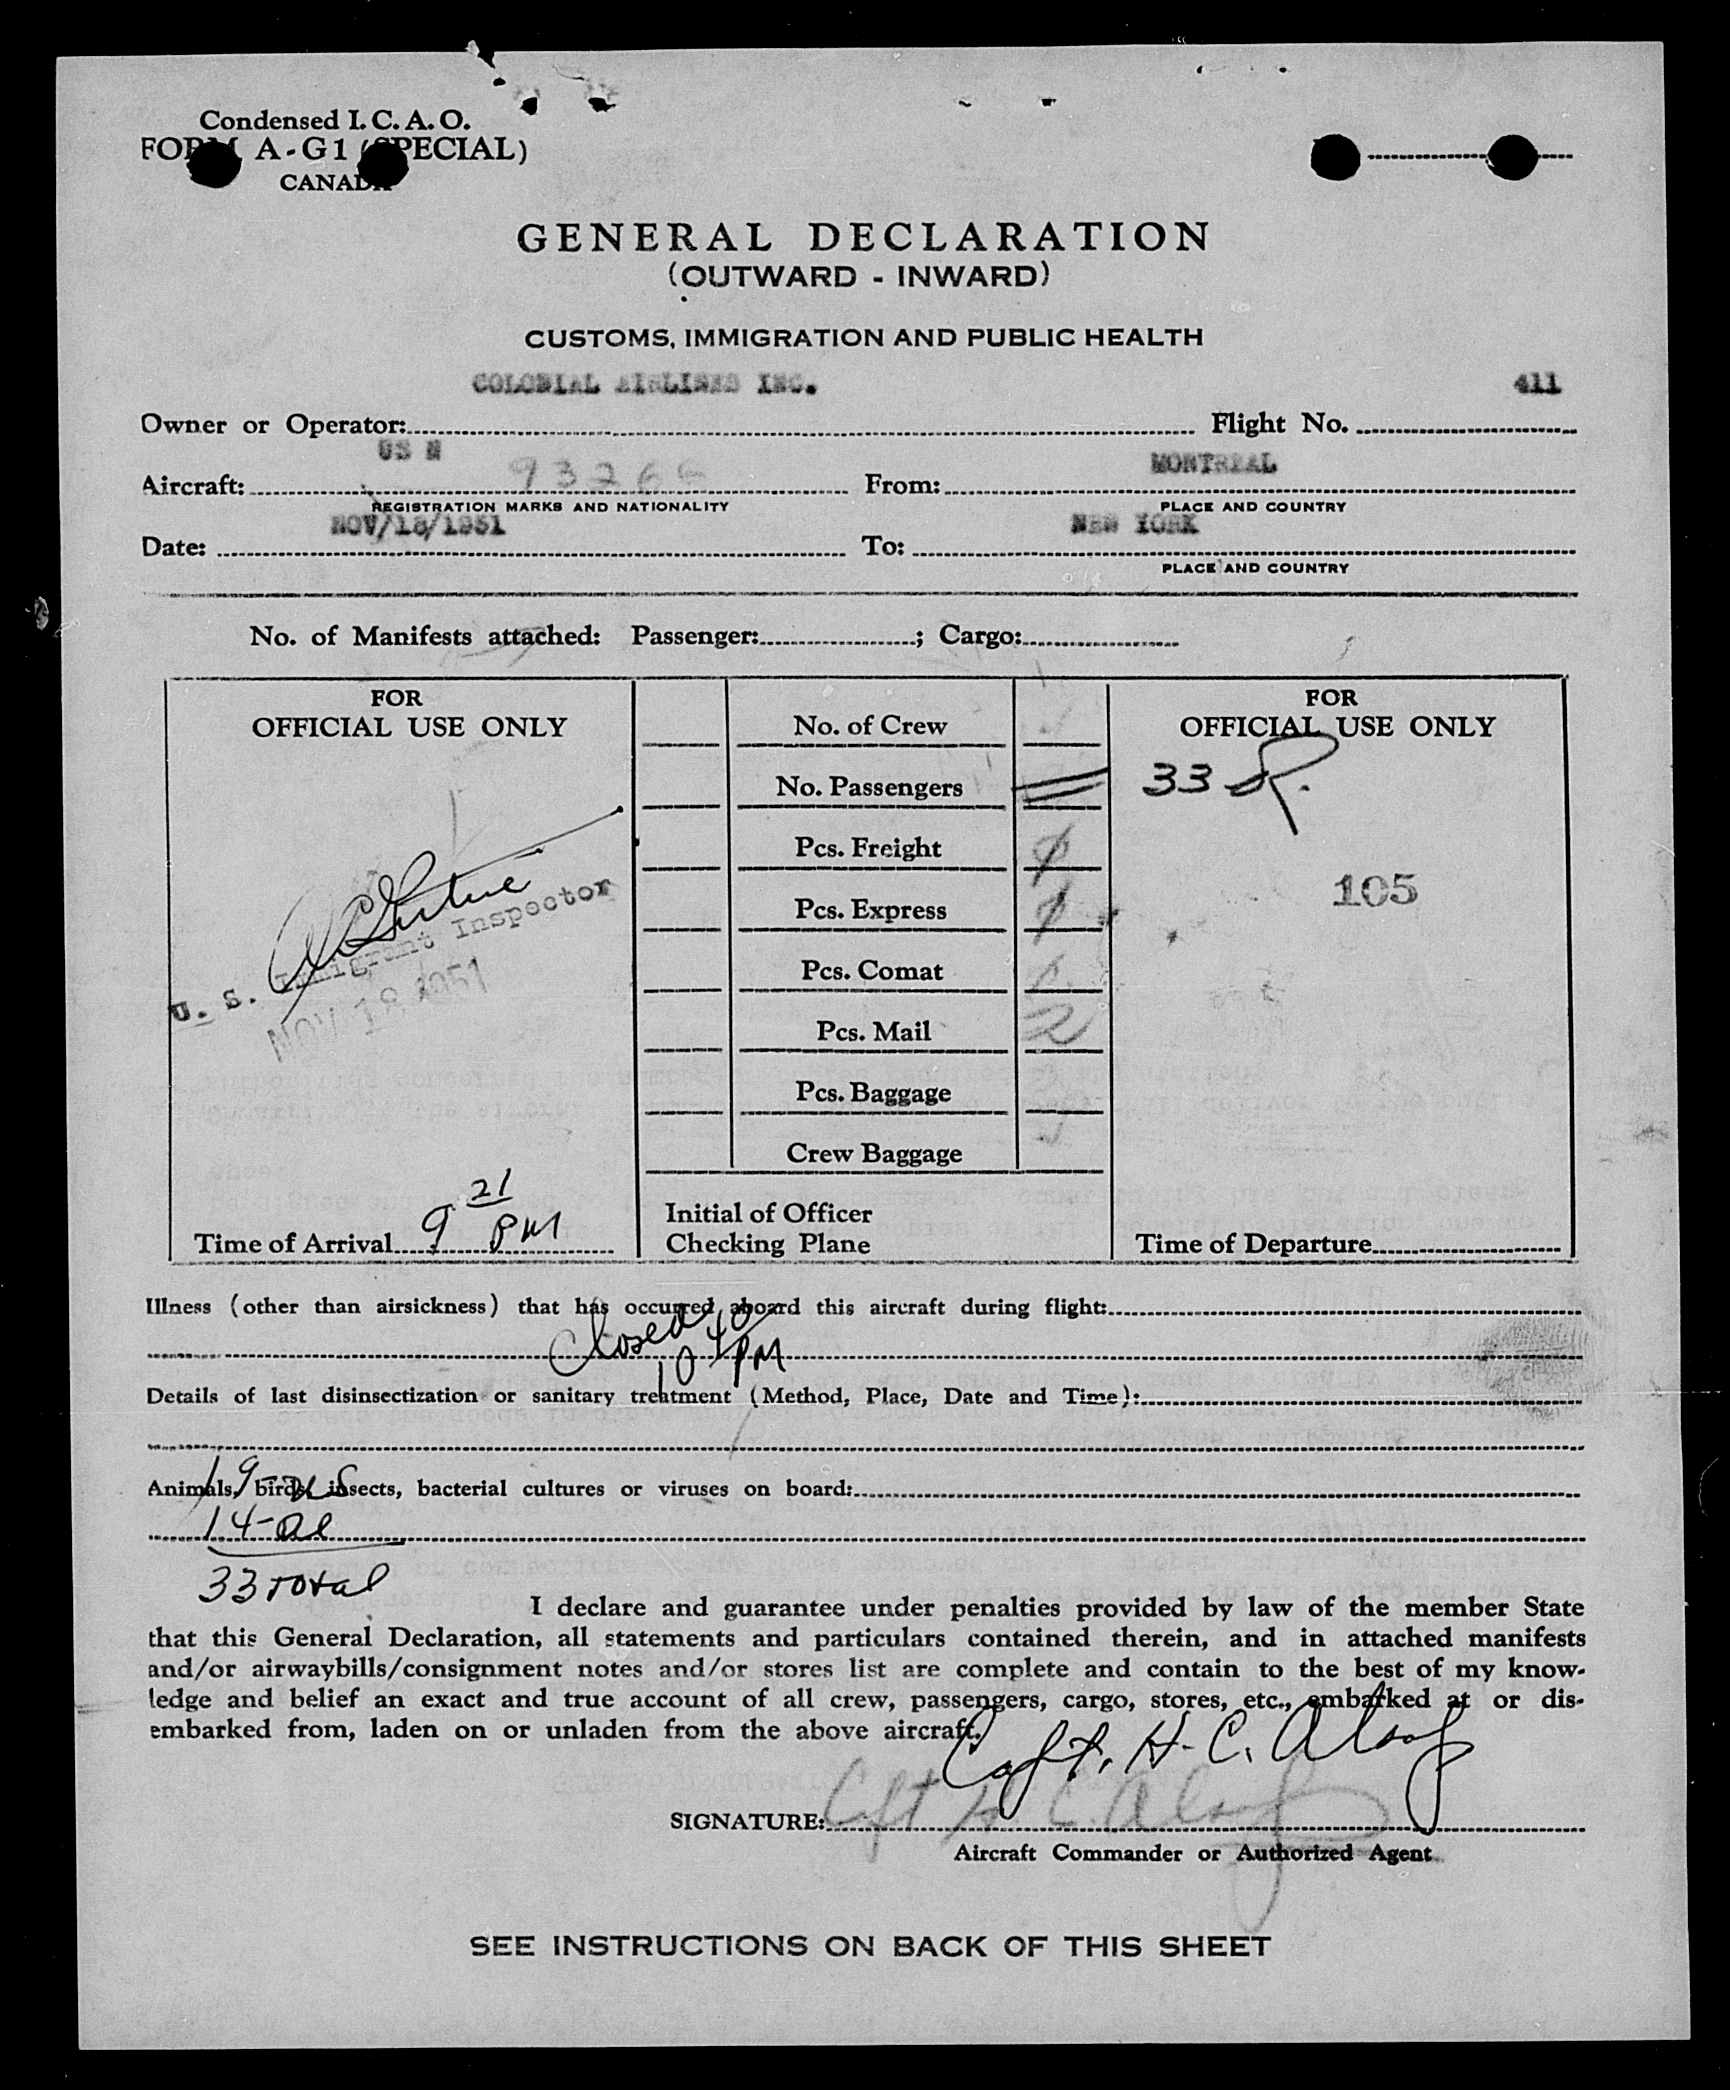 Condensed I. C. A. O.
FORM A-G1 (SPECIAL)
CANADA
GENERAL DECLARATION
(OUTWARD - INWARD)
CUSTOMS, IMMIGRATION AND PUBLIC HEALTH
COLONIAL AIRLINES INC. 411
Owner or Operator: Flight No.
US N 93266 MONTREAL
Aircraft: From:
REGISTRATION MARKS AND NATIONALITY PLACE AND COUNTRY
NOV/18/1951 NEW YORK
Date: To:
PLACE AND COUNTRY
No. of Manifests attached: Passenger: ; Cargo:
FOR
OFFICIAL USE ONLY
U. S. Immigrant Inspector
NOV 18 1951
21
Time of Arrival 9 PM
No. of Crew
No. Passengers
Pcs. Freight
Pcs. Express
Pcs. Comat
Pcs. Mail 2
Pcs. Baggage
Crew Baggage
Initial of Officer
Checking Plane
FOR
OFFICIAL USE ONLY
33
105
Time of Departure
Illness (other than airsickness) that has occurred aboard this aircraft during flight:
Closed 10 40 PM
Details of last disinsectization or sanitary treatment (Method, Place, Date and Time):
Animals, birds, insects, bacterial cultures or viruses on board:
19-US
14-al
33 Total
I declare and guarantee under penalties provided by law of the member State
that this General Declaration, all statements and particulars contained therein, and in attached manifests
and/or airwaybills/consignment notes and/or stores list are complete and contain to the best of my know-
ledge and belief an exact and true account of all crew, passengers, cargo, stores, etc., embarked at or dis-
embarked from, laden on or unladen from the above aircraft.
Capt. H. C. Alsop
SIGNATURE: Cpt H C. Alsop
Aircraft Commander or Authorized Agent
SEE INSTRUCTIONS ON BACK OF THIS SHEET